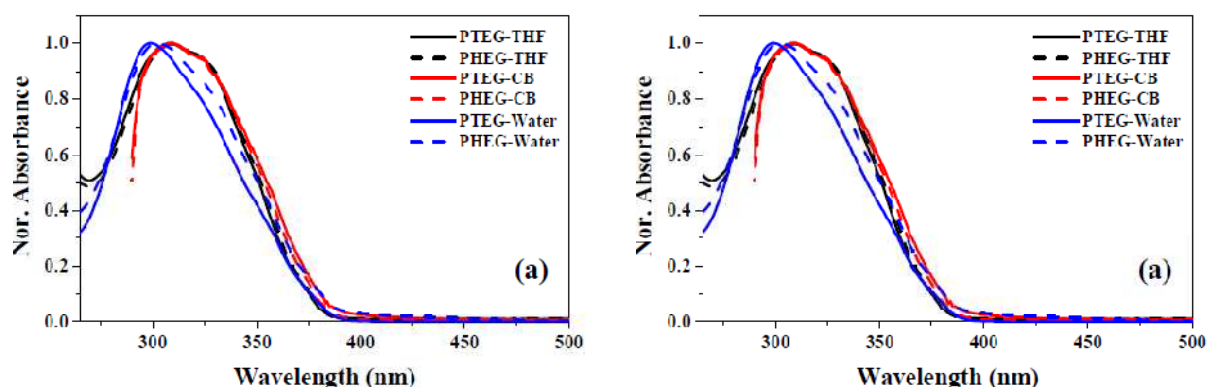 Nor. Absorbance
1.0
0.8
0.6
0.4
0.2
0.0
PTEG-THF
PHEG-THF
PTEG-CB
PHEG-CB
PTEG-Water
PHEG-Water
(a)
300
350
400
450
500
Wavelength (nm)
Nor. Absorbance
1.0
0.8
0.6
0.4
0.2
0.0
PTEG-THF
PHEG-THF
PTEG-CB
PHEG-CB
PTEG-Water
PHEG-Water
(a)
300
350
400
450
500
Wavelength (nm)